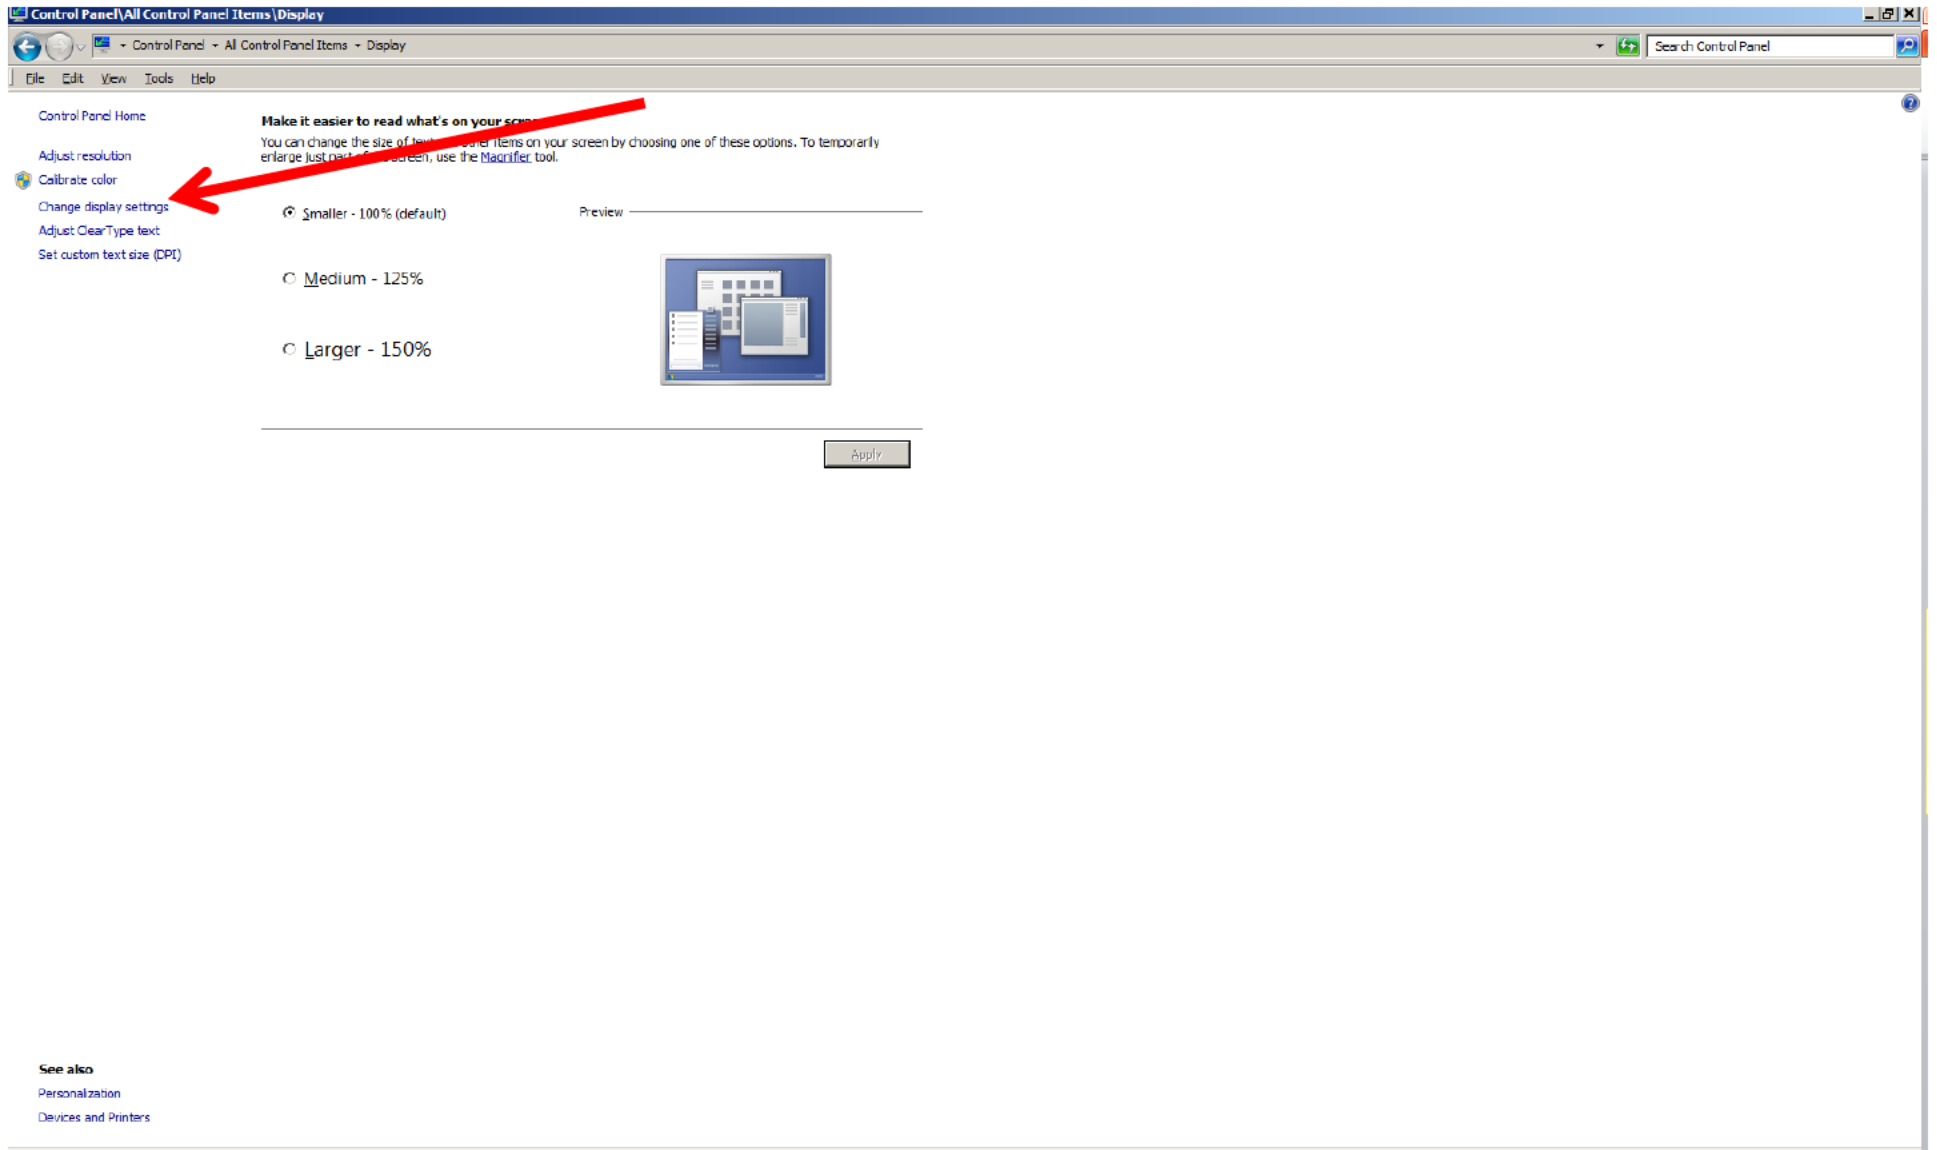 Control Panel\All Control Panel Items\Display
Control Panel All Control Panel Items Display
Search Control Panel
File Edit View Tools Help
Control Panel Home
Adjust resolution
Calibrate color
Change display settings
Adjust ClearType text
Set custom text size (DPI)
Make it easier to read what's on your
You can change the size of items on your screen by choosing one of these options. To temporarily
enlarge just part screen, use the Magnifier tool.
Smaller - 100% (default)
Preview
Medium - 125%
Larger - 150%
Apply
See also
Personalization
Devices and Printers